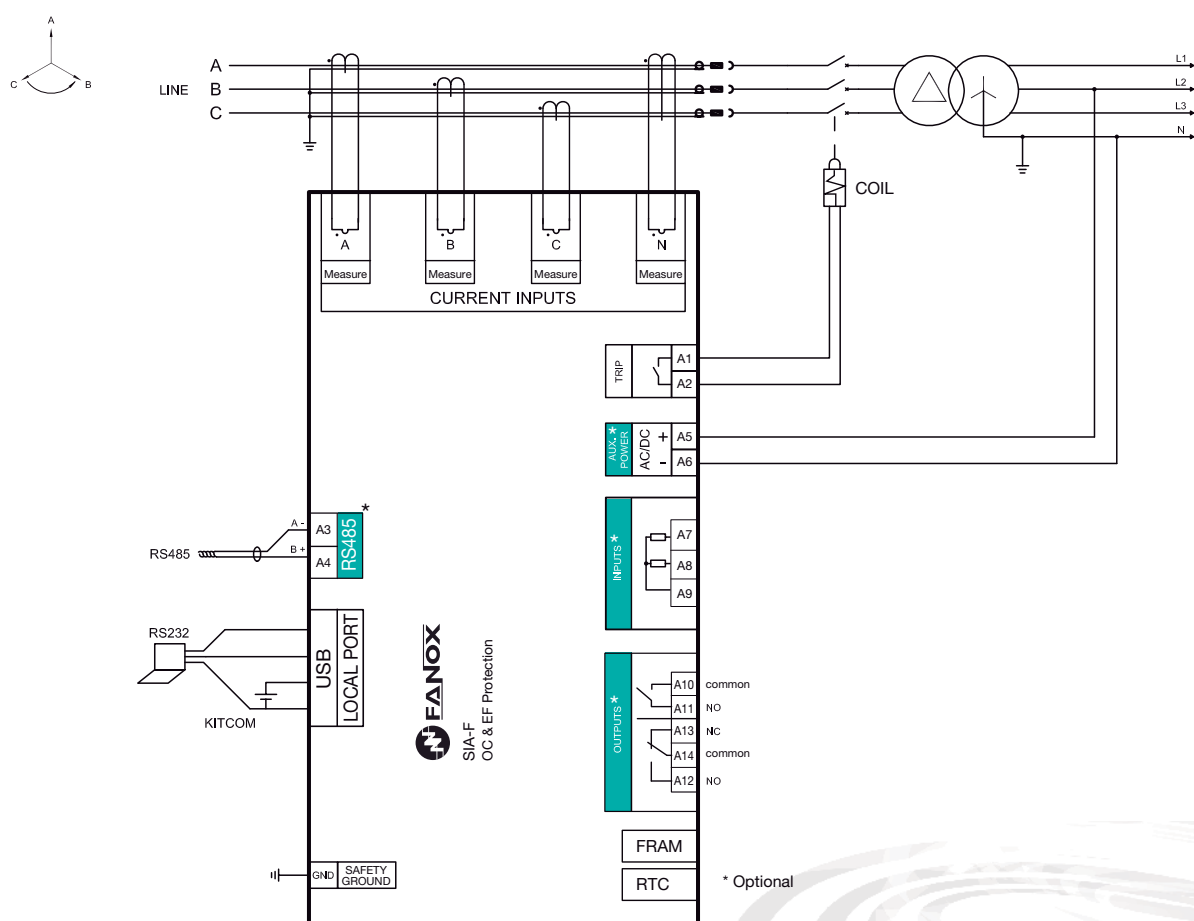 A
C
B
LINE
A
B
C
L1
L2
L3
N
COIL
A
B
C
N
Measure
Measure
Measure
Measure
CURRENT INPUTS
TRIP
A1
A2
AUX. *
POWER
AC/DC
+
-
A5
A6
RS485
A -
B +
A3
A4
RS485
*
INPUTS *
A7
A8
A9
RS232
KITCOM
USB
LOCAL PORT
FANOX
SIA-F
OC & EF Protection
OUTPUTS *
A10 common
A11 NO
A13 NC
A14 common
A12 NO
FRAM
RTC
GND
SAFETY
GROUND
* Optional